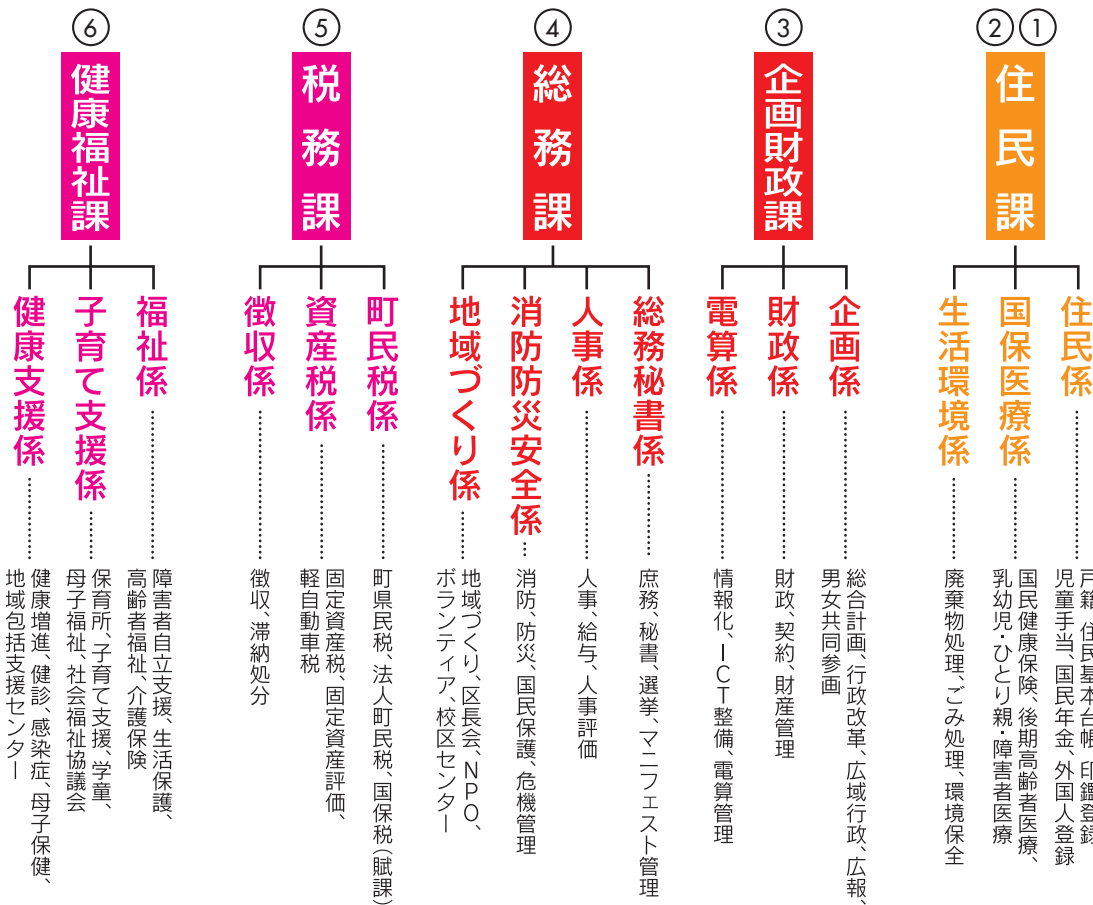 ①
②
住民課
住民係
戸籍、住民基本台帳、印鑑登録
児童手当、国民年金、外国人登録
国保医療係
国民健康保険、後期高齢者医療、
乳幼児・ひとり親・障害者医療
生活環境係
廃棄物処理、ごみ処理、環境保全
③
企画財政課
企画係
総合計画、行政改革、広域行政、広報、
男女共同参画
財政係
財政、契約、財産管理
電算係
情報化、ICT整備、電算管理
④
総務課
総務秘書係
庶務、秘書、選挙、マニフェスト管理
人事係
人事、給与、人事評価
消防防災安全係
消防、防災、国民保護、危機管理
地域づくり係
地域づくり、区長会、NPO、
ボランティア、校区センター
⑤
税務課
町民税係
町県民税、法人町民税、国保税(賦課)
資産税係
固定資産税、固定資産評価、
軽自動車税
徴収係
徴収、滞納処分
⑥
健康福祉課
福祉係
障害者自立支援、生活保護、
高齢者福祉、介護保険
子育て支援係
保育所、子育て支援、学童、
母子福祉、社会福祉協議会
健康支援係
健康増進、健診、感染症、母子保健、
地域包括支援センター